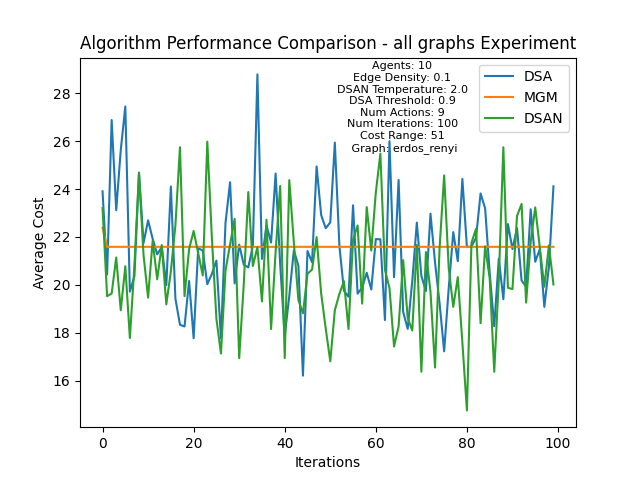 Algorithm Performance Comparison - all graphs Experiment
Agents: 10
Edge Density: 0.1
DSAN Temperature: 2.0
DSA Threshold: 0.9
Num Actions: 9
Num Iterations: 100
Cost Range: 51
Graph: erdos_renyi
DSA
MGM
DSAN
Average Cost
28
26
24
22
20
18
16
0
20
40
60
80
100
Iterations